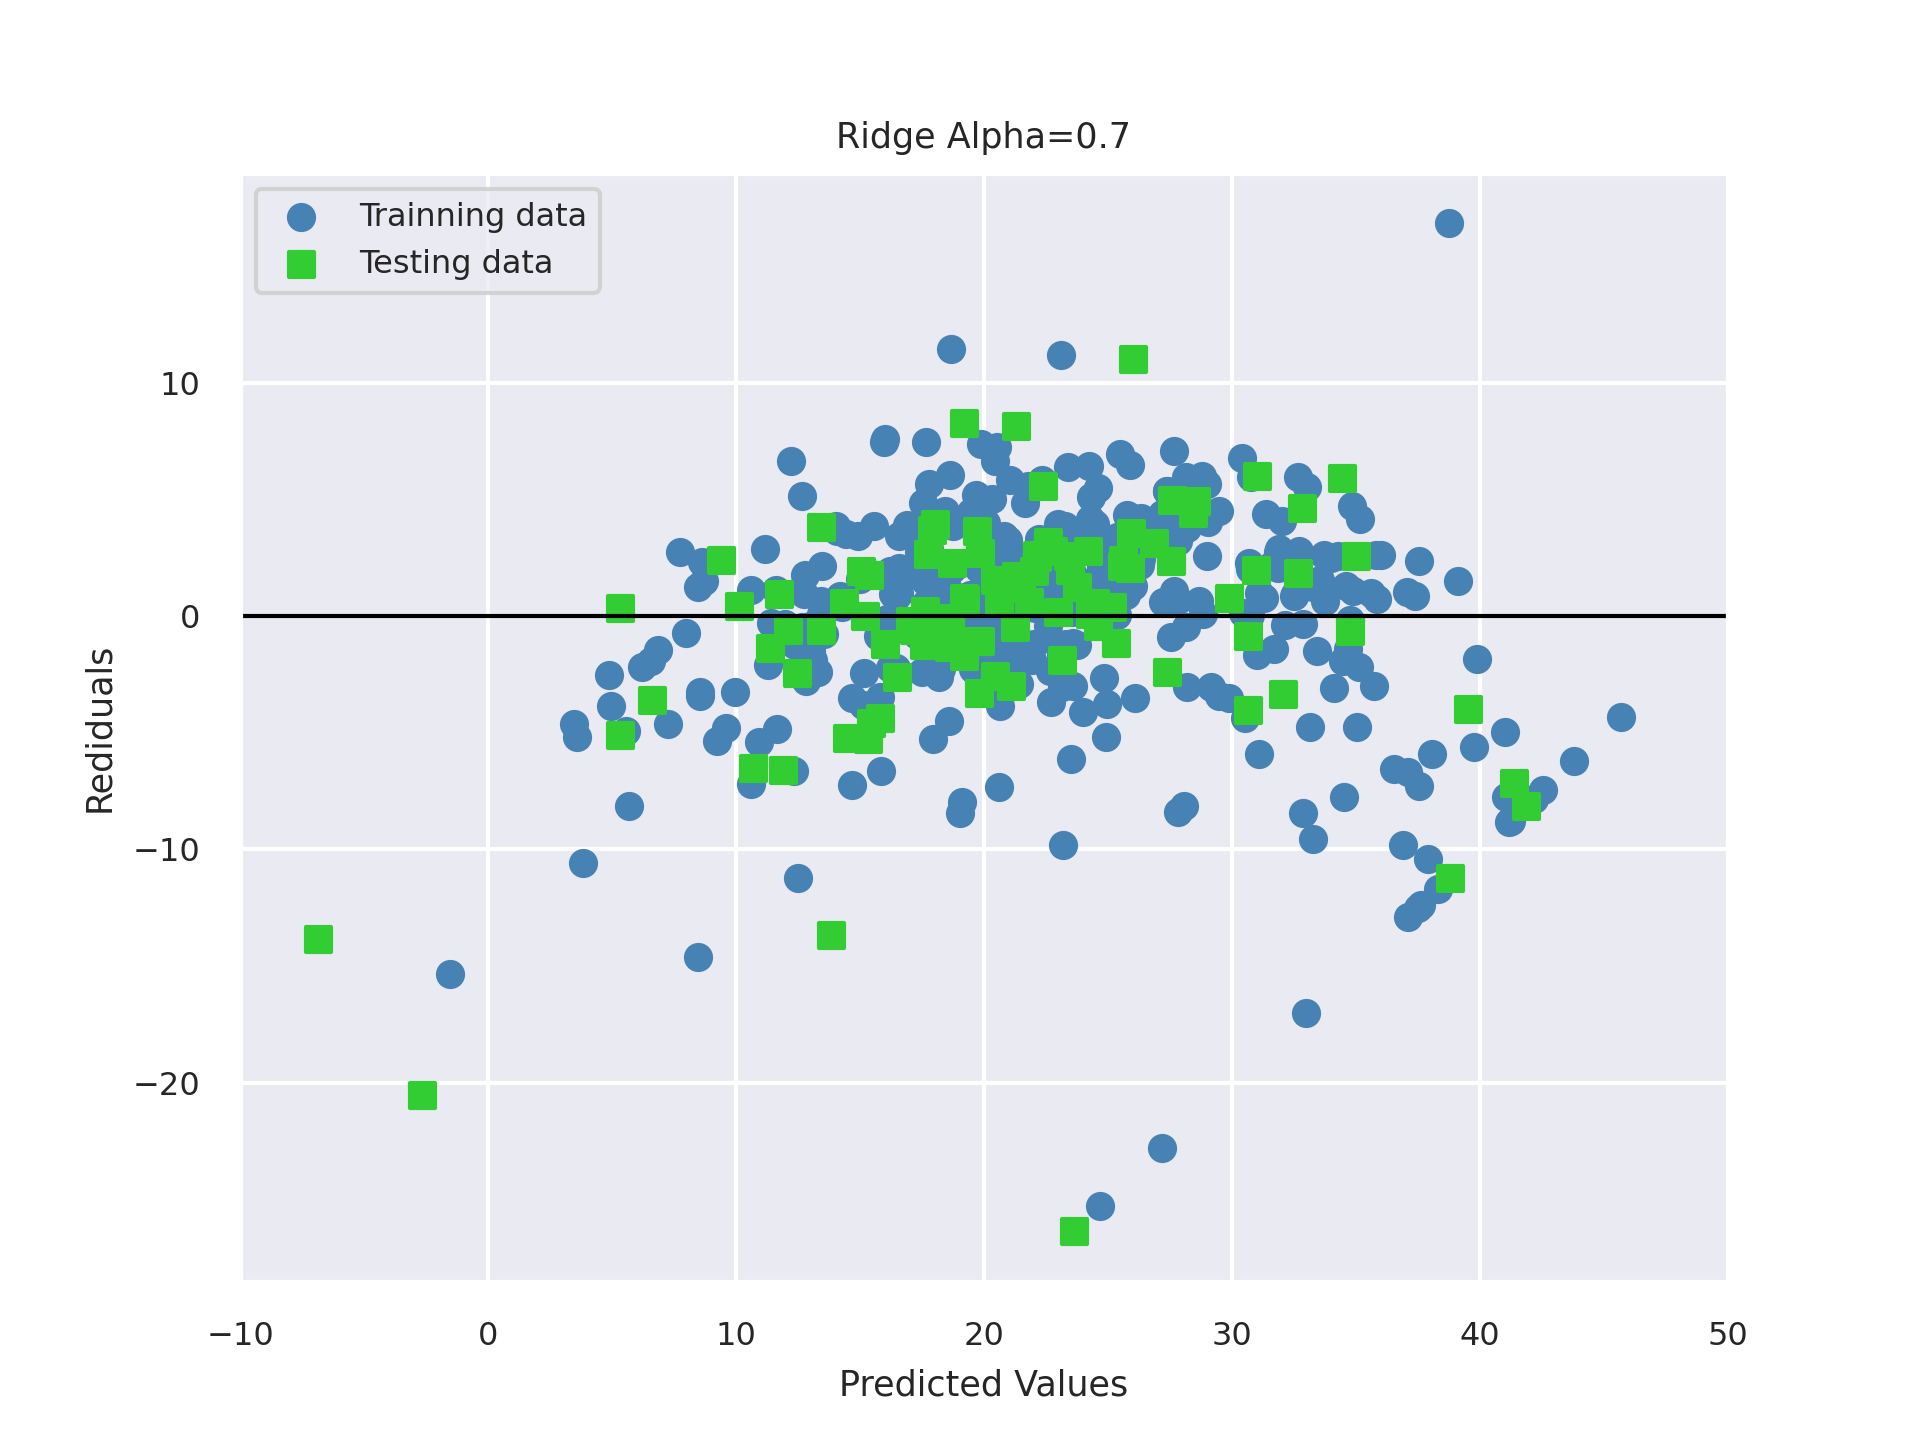 Ridge Alpha=0.7
Trainning data
Testing data
10
0
−10
−20
Rediduals
−10 0 10 20 30 40 50
Predicted Values